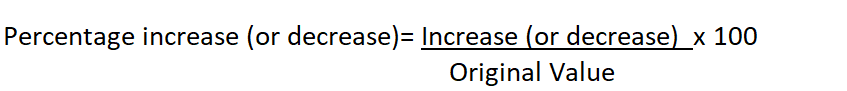 Percentage increase (or decrease)= Increase (or decrease) x 100
Original Value